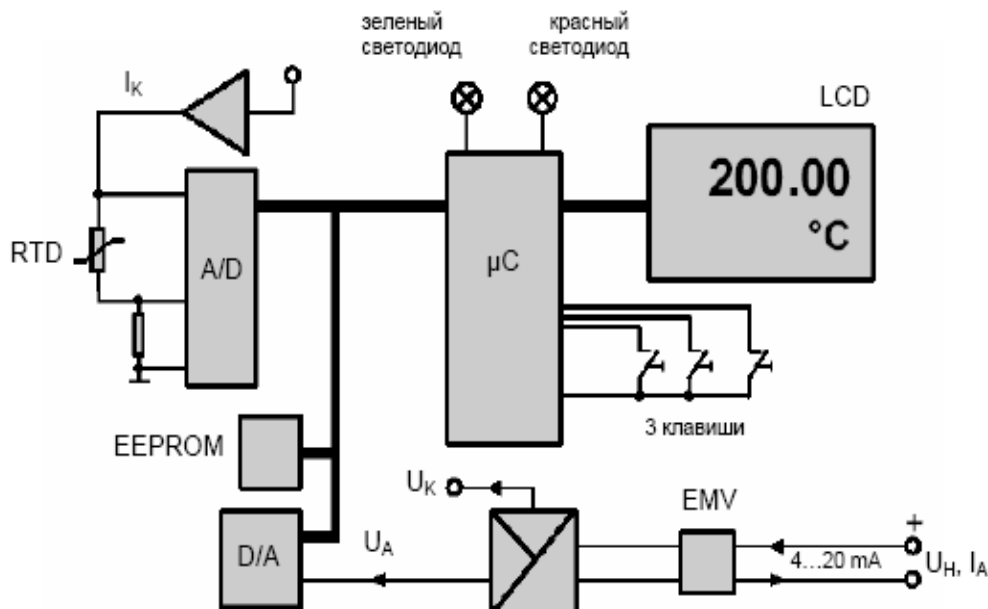 зеленый
светодиод
красный
светодиод
I_K
LCD
200.00
°C
RTD
A/D
µC
3 клавиши
EEPROM
U_K
EMV
D/A
U_A
4...20 mA
+
U_H, I_A